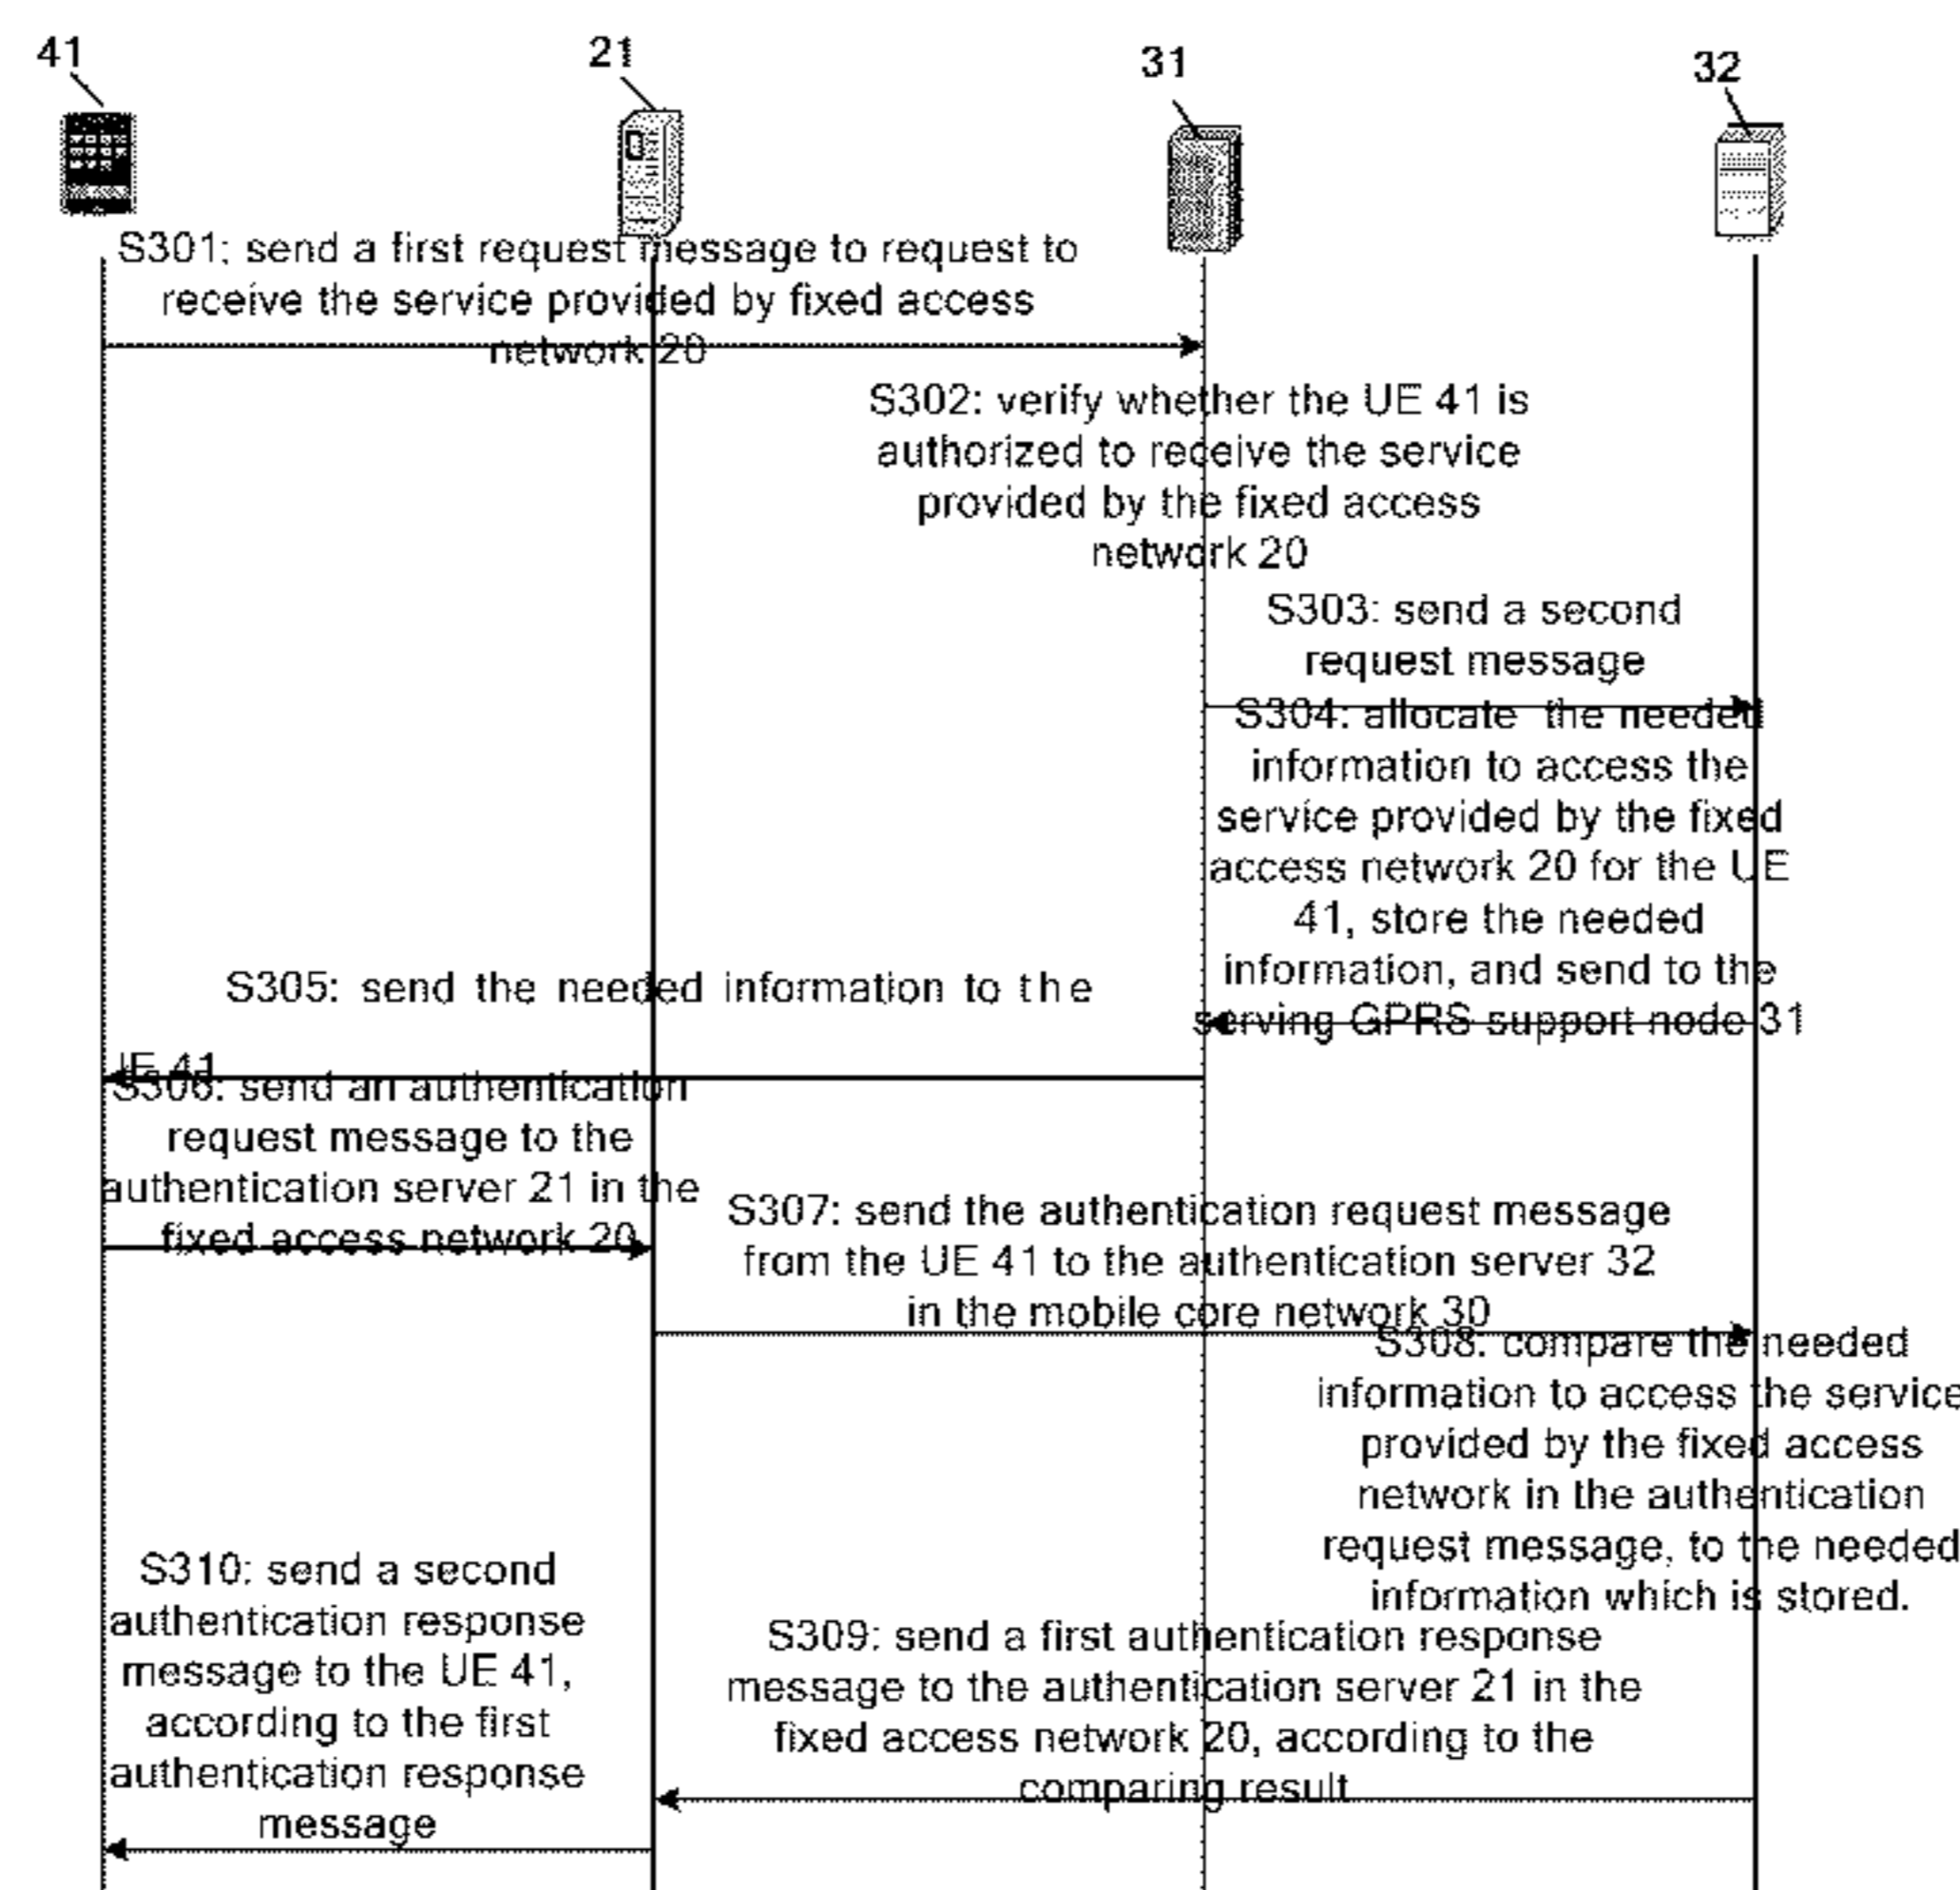 41
21
31
32
S301: send a first request message to request to
receive the service provided by fixed access
network 20
S302: verify whether the UE 41 is
authorized to receive the service
provided by the fixed access
network 20
S303: send a second
request message
S304: allocate the needed
information to access the
service provided by the fixed
access network 20 for the UE
41, store the needed
information, and send to the
serving GPRS support node 31
S305: send the needed information to the
UE 41
S306: send an authentication
request message to the
authentication server 21 in the
fixed access network 20
S307: send the authentication request message
from the UE 41 to the authentication server 32
in the mobile core network 30
S308: compare the needed
information to access the service
provided by the fixed access
network in the authentication
request message, to the needed
information which is stored.
S309: send a first authentication response
message to the authentication server 21 in the
fixed access network 20, according to the
comparing result
S310: send a second
authentication response
message to the UE 41,
according to the first
authentication response
message